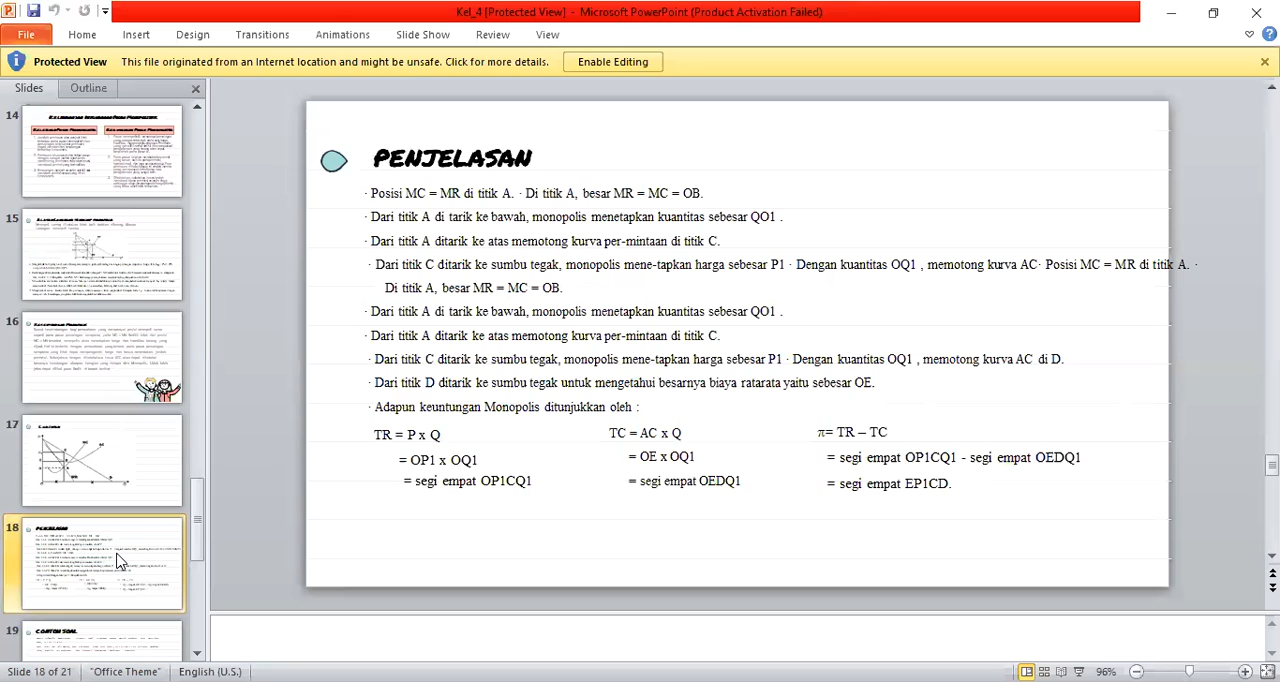 Kel_4 [Protected View] - Microsoft PowerPoint (Product Activation Failed)
File Home Insert Design Transitions Animations Slide Show Review View
Protected View This file originated from an Internet location and might be unsafe. Click for more details. Enable Editing
Slides Outline
14
15
16
17
18
PENJELASAN
19
CONTOH SOAL
PENJELASAN
· Posisi MC = MR di titik A. · Di titik A, besar MR = MC = OB.
· Dari titik A di tarik ke bawah, monopolis menetapkan kuantitas sebesar QO1 .
· Dari titik A ditarik ke atas memotong kurva per-mintaan di titik C.
· Dari titik C ditarik ke sumbu tegak, monopolis mene-tapkan harga sebesar P1 · Dengan kuantitas OQ1 , memotong kurva AC· Posisi MC = MR di titik A. ·
Di titik A, besar MR = MC = OB.
· Dari titik A di tarik ke bawah, monopolis menetapkan kuantitas sebesar QO1 .
· Dari titik A ditarik ke atas memotong kurva per-mintaan di titik C.
· Dari titik C ditarik ke sumbu tegak, monopolis mene-tapkan harga sebesar P1 · Dengan kuantitas OQ1 , memotong kurva AC di D.
· Dari titik D ditarik ke sumbu tegak untuk mengetahui besarnya biaya ratarata yaitu sebesar OE.
· Adapun keuntungan Monopolis ditunjukkan oleh :
TR = P x Q TC = AC x Q π= TR – TC
= OP1 x OQ1 = OE x OQ1 = segi empat OP1CQ1 - segi empat OEDQ1
= segi empat OP1CQ1 = segi empat OEDQ1 = segi empat EP1CD.
Slide 18 of 21 "Office Theme" English (U.S.) 96%